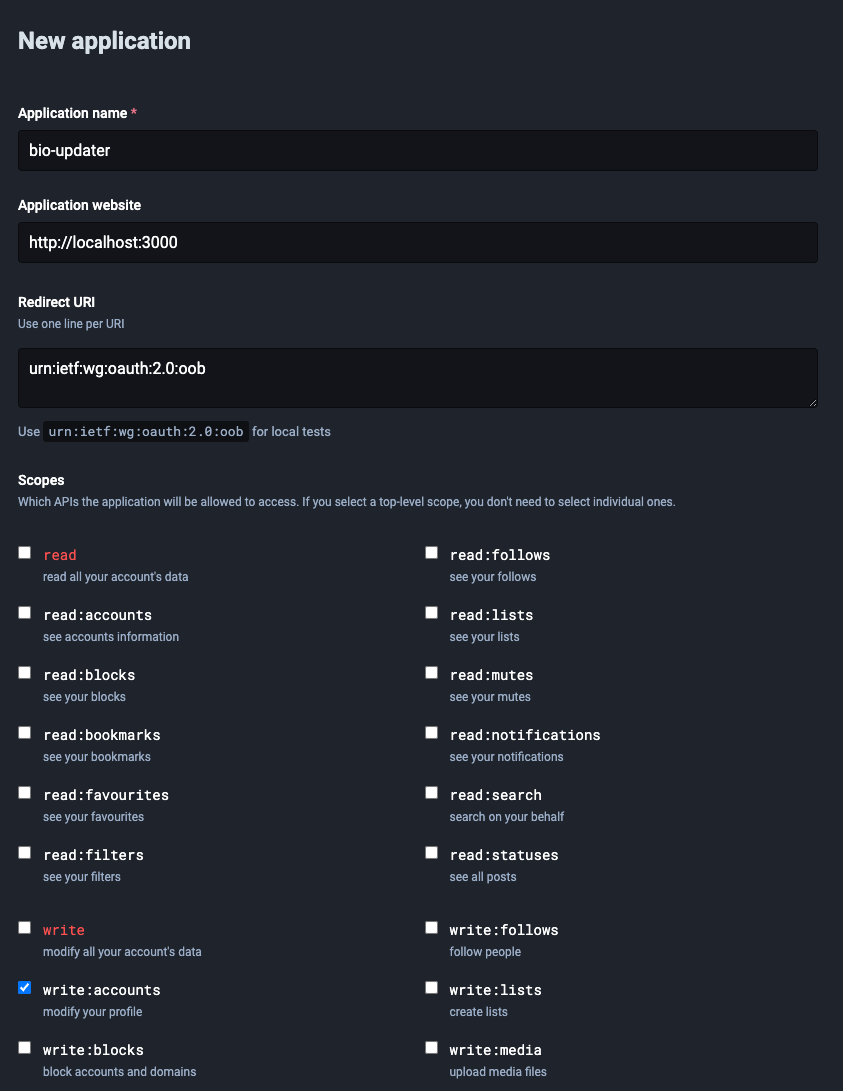 New application
Application name *
bio-updater
Application website
http://localhost:3000
Redirect URI
Use one line per URI
urn:ietf:wg:oauth:2.0:oob
Use urn:ietf:wg:oauth:2.0:oob for local tests
Scopes
Which APIs the application will be allowed to access. If you select a top-level scope, you don't need to select individual ones.
read
read all your account's data
read:accounts
see accounts information
read:blocks
see your blocks
read:bookmarks
see your bookmarks
read:favourites
see your favourites
read:filters
see your filters
read:follows
see your follows
read:lists
see your lists
read:mutes
see your mutes
read:notifications
see your notifications
read:search
search on your behalf
read:statuses
see all posts
write
modify all your account's data
write:accounts
modify your profile
write:blocks
block accounts and domains
write:follows
follow people
write:lists
create lists
write:media
upload media files